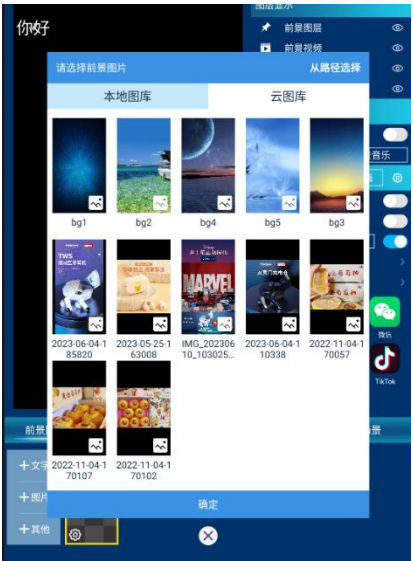 图层显示
你好
前景图层
前景视频
请选择前景图片
从路径选择
本地图库
云图库
bg1
bg2
bg4
bg5
bg3
音乐
TWS
MARVEL
2023-06-04-1
85820
2023-05-25-1
63008
IMG_202306
10_103025...
2023-06-04-1
10338
2022-11-04-1
70057
微信
TikTok
2022-11-04-1
70107
2022-11-04-1
70102
前景
景
+文字
+图片
+其他
确定